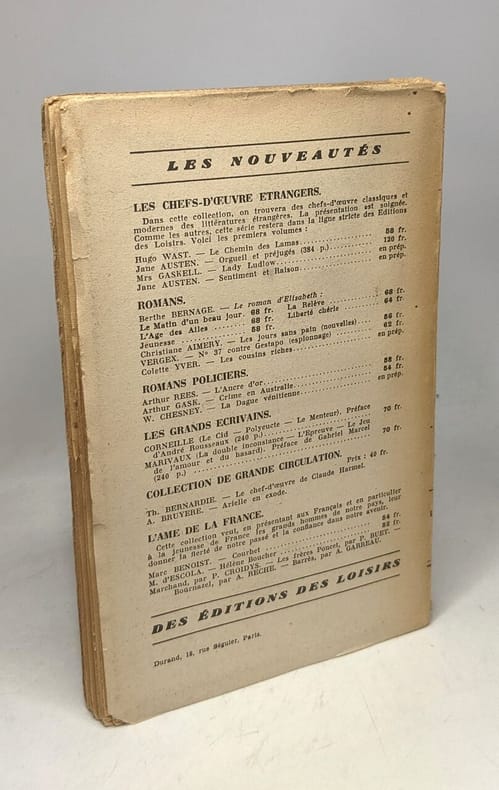 LES NOUVEAUTÉS
LES CHEFS-D'ŒUVRE ETRANGERS.
Dans cette collection, on trouvera des chefs-d'œuvre classiques et
modernes des littératures étrangères. La présentation est soignée.
Comme les autres, cette série restera dans la ligne stricte des Editions
des Loisirs. Voici les premiers volumes :
Hugo WAST. — Le Chemin des Lamas.............. 58 fr.
Jane AUSTEN. — Orgueil et préjugés (384 p.)........ 120 fr.
Mrs GASKELL. — Lady Ludlow.............. en prép.
Jane AUSTEN. — Sentiment et Raison.............. en prép.
ROMANS.
Berthe BERNAGE. — Le roman d'Elisabeth :
Le Matin d'un beau jour. 68 fr. La Relève .......... 68 fr.
L'Age des Ailes ........ 68 fr. Liberté chérie ........ 64 fr.
Jeunesse .............. 58 fr.
Christiane AIMERY. — Les jours sans pain (nouvelles).... 56 fr.
VERGEX. — N° 37 contre Gestapo (espionnage) ........ 62 fr.
Colette YVER. — Les cousins riches.............. en prép.
ROMANS POLICIERS.
Arthur REES. — L'Ancre d'or.............. 58 fr.
Arthur GASK. — Crime en Australie.............. 54 fr.
W. CHESNEY. — La Dague vénitienne.............. en prép.
LES GRANDS ECRIVAINS.
CORNEILLE (Le Cid — Polyeucte — Le Menteur). Préface
d'André Rousseaux (240 p.).............. 70 fr.
MARIVAUX (La double inconstance — L'Epreuve — Le Jeu
de l'amour et du hasard). Préface de Gabriel Marcel
(240 p.) .............. 70 fr.
COLLECTION DE GRANDE CIRCULATION. Prix : 40 fr.
Th. BERNARDIE. — Le chef-d'œuvre de Claude Harmel.
A. BRUYERE. — Arielle en exode.
L'AME DE LA FRANCE.
Cette collection veut, en présentant aux Français et en particulier
à la jeunesse de France les grands hommes de notre pays, leur
donner la fierté de notre passé et la confiance dans notre avenir.
Marc BENOIST. — Courbet .............. 84 fr.
M. d'ESCOLA. — Hélène Boucher .............. 88 fr.
Marchand, par P. CROIDYS. — Les frères Poncel, par P. BUET. —
Bournazel, par A. RECHE. — Barrès, par A. GARREAU.
DES ÉDITIONS DES LOISIRS
Durand, 18, rue Séguier, Paris.